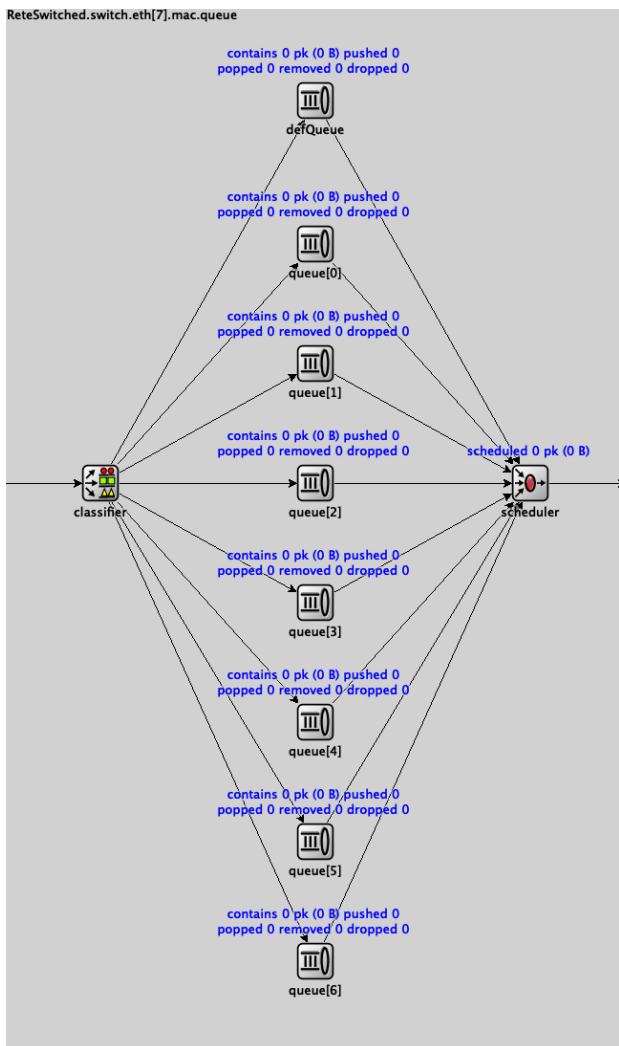 ReteSwitched.switch.eth[7].mac.queue
contains 0 pk (0 B) pushed 0
popped 0 removed 0 dropped 0
defQueue
contains 0 pk (0 B) pushed 0
popped 0 removed 0 dropped 0
queue[0]
contains 0 pk (0 B) pushed 0
popped 0 removed 0 dropped 0
queue[1]
contains 0 pk (0 B) pushed 0
popped 0 removed 0 dropped 0
scheduled 0 pk (0 B)
classifier
queue[2]
scheduler
contains 0 pk (0 B) pushed 0
popped 0 removed 0 dropped 0
queue[3]
contains 0 pk (0 B) pushed 0
popped 0 removed 0 dropped 0
queue[4]
contains 0 pk (0 B) pushed 0
popped 0 removed 0 dropped 0
queue[5]
contains 0 pk (0 B) pushed 0
popped 0 removed 0 dropped 0
queue[6]